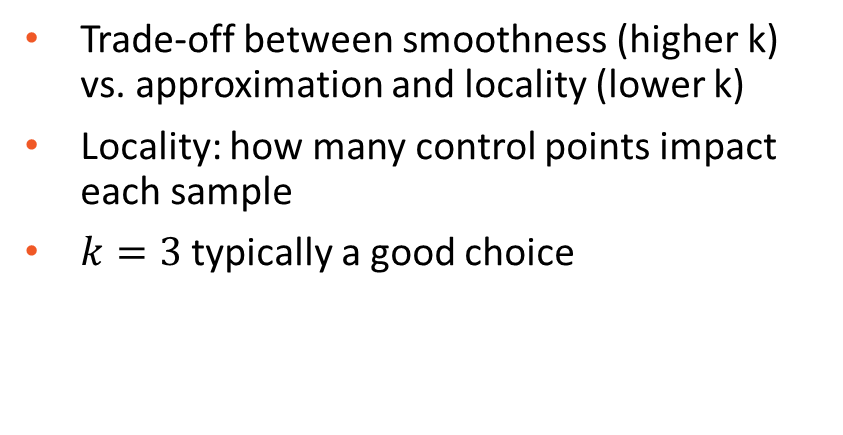 • Trade-off between smoothness (higher k)
vs. approximation and locality (lower k)
• Locality: how many control points impact
each sample
• k = 3 typically a good choice